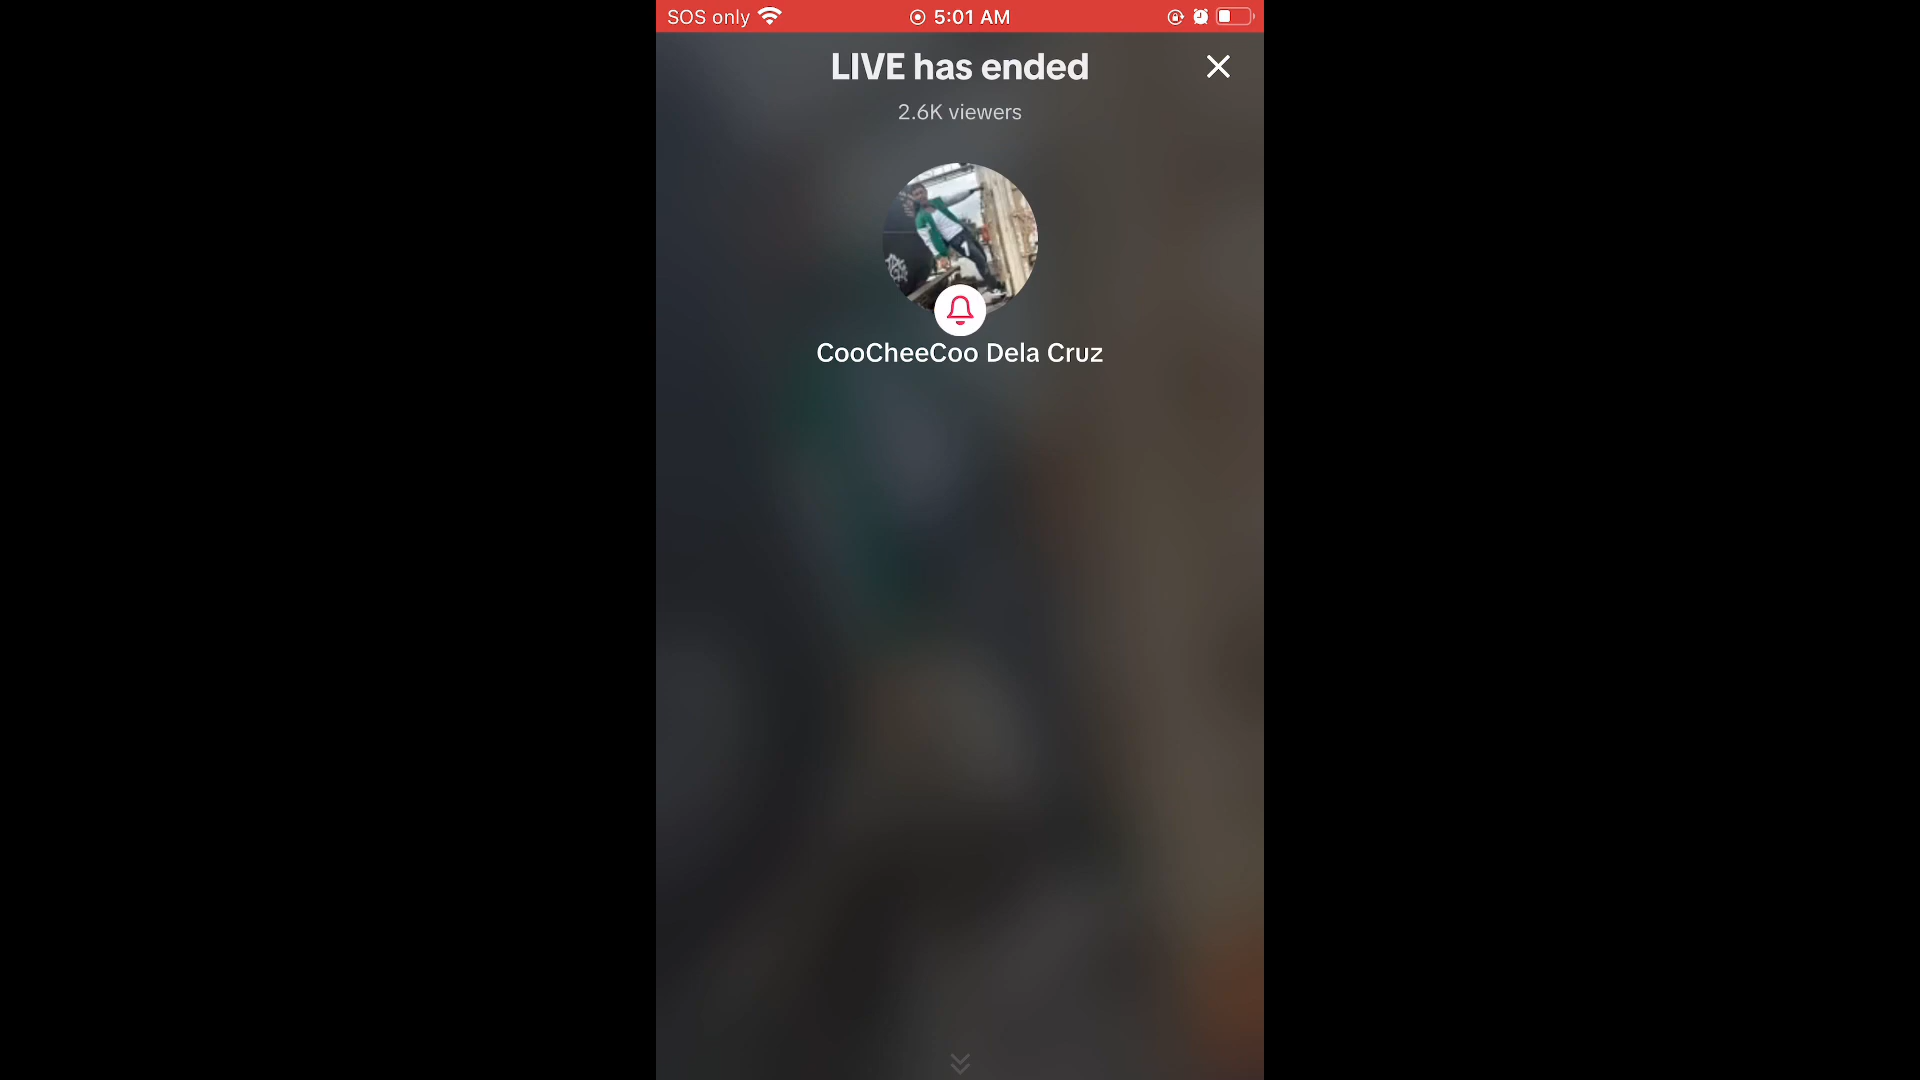 SOS only 5:01 AM
LIVE has ended
2.6K viewers
CooCheeCoo Dela Cruz